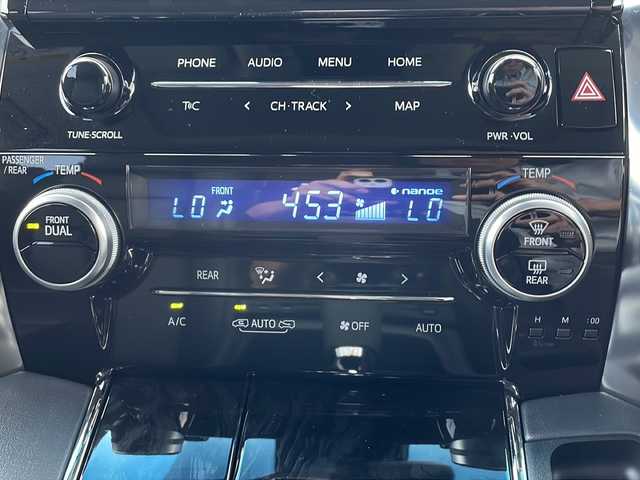 PHONE AUDIO MENU HOME
T/C < CH·TRACK > MAP
TUNE·SCROLL PWR·VOL
PASSENGER
/REAR
TEMP TEMP
FRONT nanoe
LO 453 LO
FRONT
DUAL
FRONT
REAR
REAR < >
A/C AUTO OFF AUTO
H M :00